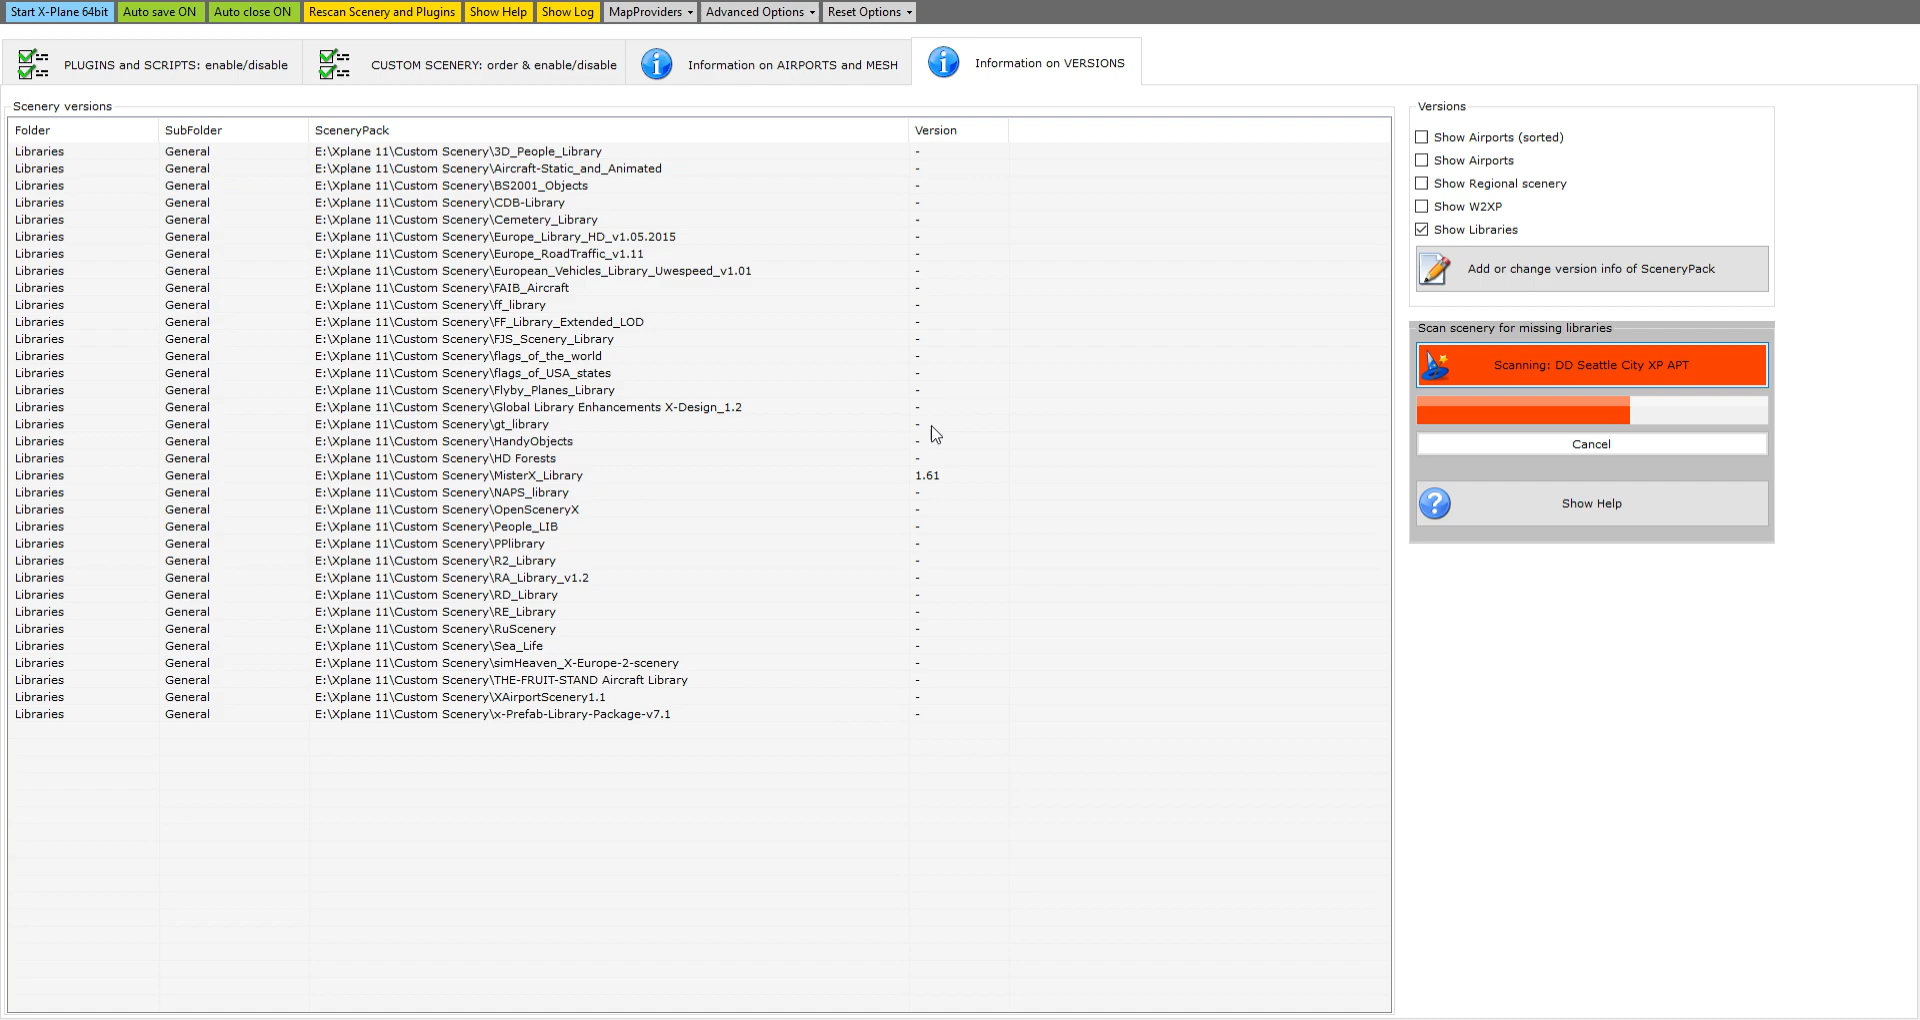 Start X-Plane 64bit Auto save ON Auto close ON Rescan Scenery and Plugins Show Help Show Log MapProviders Advanced Options Reset Options
PLUGINS and SCRIPTS: enable/disable CUSTOM SCENERY: order & enable/disable Information on AIRPORTS and MESH Information on VERSIONS
Scenery versions
Folder SubFolder SceneryPack Version
Libraries General E:\Xplane 11\Custom Scenery\3D_People_Library -
Libraries General E:\Xplane 11\Custom Scenery\Aircraft-Static_and_Animated -
Libraries General E:\Xplane 11\Custom Scenery\BS2001_Objects -
Libraries General E:\Xplane 11\Custom Scenery\CDB-Library -
Libraries General E:\Xplane 11\Custom Scenery\Cemetery_Library -
Libraries General E:\Xplane 11\Custom Scenery\Europe_Library_HD_v1.05.2015 -
Libraries General E:\Xplane 11\Custom Scenery\Europe_RoadTraffic_v1.11 -
Libraries General E:\Xplane 11\Custom Scenery\European_Vehicles_Library_Uwespeed_v1.01 -
Libraries General E:\Xplane 11\Custom Scenery\FAIB_Aircraft -
Libraries General E:\Xplane 11\Custom Scenery\ff_library -
Libraries General E:\Xplane 11\Custom Scenery\FF_Library_Extended_LOD -
Libraries General E:\Xplane 11\Custom Scenery\FJS_Scenery_Library -
Libraries General E:\Xplane 11\Custom Scenery\flags_of_the_world -
Libraries General E:\Xplane 11\Custom Scenery\flags_of_USA_states -
Libraries General E:\Xplane 11\Custom Scenery\Flyby_Planes_Library -
Libraries General E:\Xplane 11\Custom Scenery\Global Library Enhancements X-Design_1.2 -
Libraries General E:\Xplane 11\Custom Scenery\gt_library -
Libraries General E:\Xplane 11\Custom Scenery\HandyObjects -
Libraries General E:\Xplane 11\Custom Scenery\HD Forests -
Libraries General E:\Xplane 11\Custom Scenery\MisterX_Library 1.61
Libraries General E:\Xplane 11\Custom Scenery\NAPS_library -
Libraries General E:\Xplane 11\Custom Scenery\OpenSceneryX -
Libraries General E:\Xplane 11\Custom Scenery\People_LIB -
Libraries General E:\Xplane 11\Custom Scenery\PPlibrary -
Libraries General E:\Xplane 11\Custom Scenery\R2_Library -
Libraries General E:\Xplane 11\Custom Scenery\RA_Library_v1.2 -
Libraries General E:\Xplane 11\Custom Scenery\RD_Library -
Libraries General E:\Xplane 11\Custom Scenery\RE_Library -
Libraries General E:\Xplane 11\Custom Scenery\RuScenery -
Libraries General E:\Xplane 11\Custom Scenery\Sea_Life -
Libraries General E:\Xplane 11\Custom Scenery\simHeaven_X-Europe-2-scenery -
Libraries General E:\Xplane 11\Custom Scenery\THE-FRUIT-STAND Aircraft Library -
Libraries General E:\Xplane 11\Custom Scenery\XAirportScenery1.1 -
Libraries General E:\Xplane 11\Custom Scenery\x-Prefab-Library-Package-v7.1 -
Versions
Show Airports (sorted)
Show Airports
Show Regional scenery
Show W2XP
Show Libraries
Add or change version info of SceneryPack
Scan scenery for missing libraries
Scanning: DD Seattle City XP APT
Cancel
Show Help